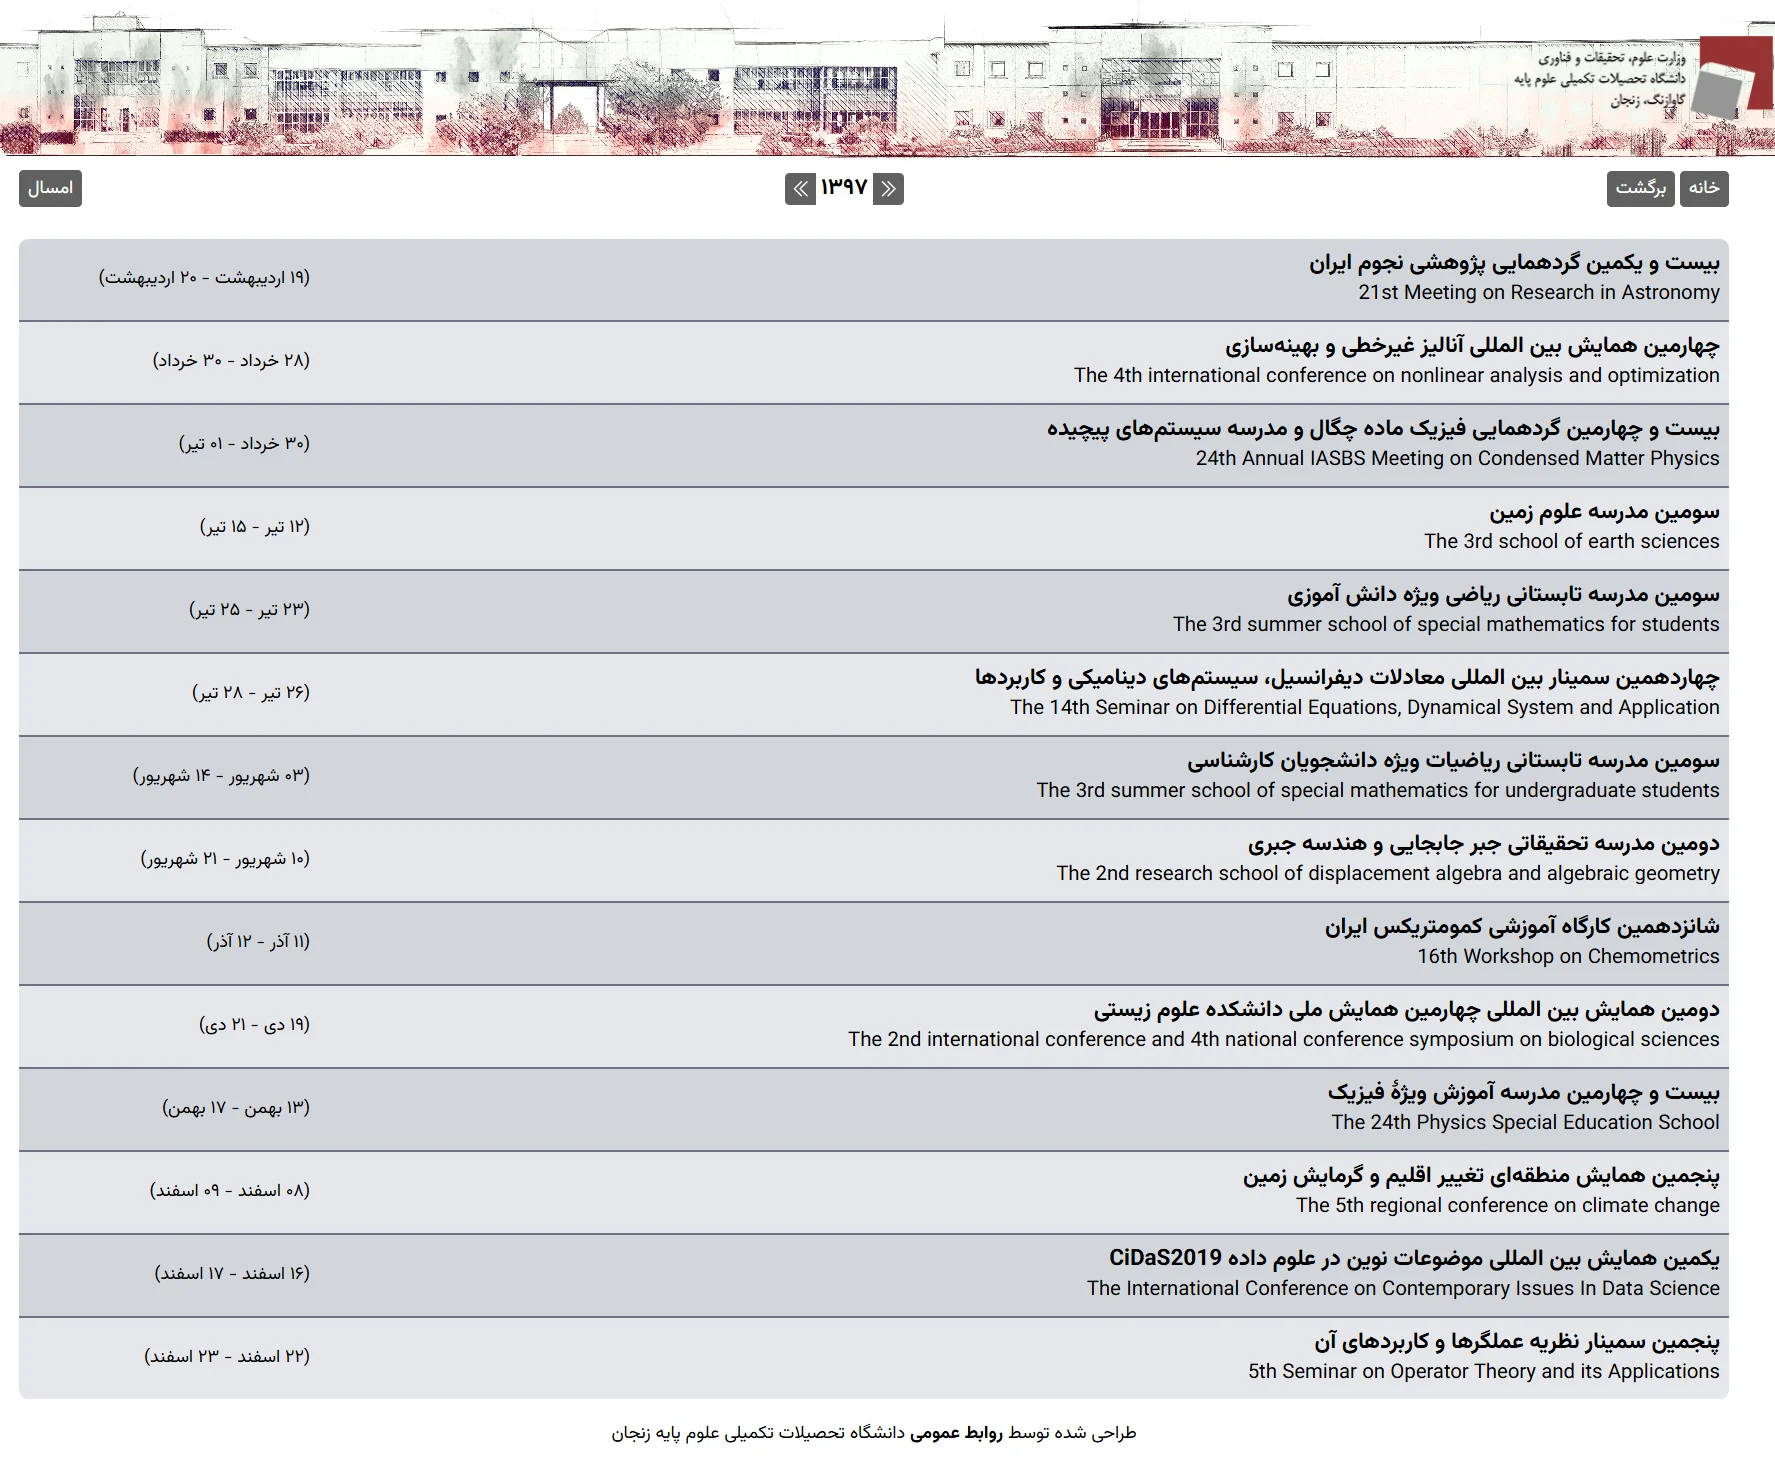 وزارت علوم، تحقیقات و فناوری
دانشگاه تحصیلات تکمیلی علوم پایه
گاوازنگ، زنجان
خانه
برگشت
۱۳۹۷
امسال
بیست و یکمین گردهمایی پژوهشی نجوم ایران
21st Meeting on Research in Astronomy
(۱۹ اردیبهشت - ۲۰ اردیبهشت)
چهارمین همایش بین المللی آنالیز غیرخطی و بهینه‌سازی
The 4th international conference on nonlinear analysis and optimization
(۲۸ خرداد - ۳۰ خرداد)
بیست و چهارمین گردهمایی فیزیک ماده چگال و مدرسه سیستم‌های پیچیده
24th Annual IASBS Meeting on Condensed Matter Physics
(۳۰ خرداد - ۰۱ تیر)
سومین مدرسه علوم زمین
The 3rd school of earth sciences
(۱۲ تیر - ۱۵ تیر)
سومین مدرسه تابستانی ریاضی ویژه دانش آموزی
The 3rd summer school of special mathematics for students
(۲۳ تیر - ۲۵ تیر)
چهاردهمین سمینار بین المللی معادلات دیفرانسیل، سیستم‌های دینامیکی و کاربردها
The 14th Seminar on Differential Equations, Dynamical System and Application
(۲۶ تیر - ۲۸ تیر)
سومین مدرسه تابستانی ریاضیات ویژه دانشجویان کارشناسی
The 3rd summer school of special mathematics for undergraduate students
(۰۳ شهریور - ۱۴ شهریور)
دومین مدرسه تحقیقاتی جبر جابجایی و هندسه جبری
The 2nd research school of displacement algebra and algebraic geometry
(۱۰ شهریور - ۲۱ شهریور)
شانزدهمین کارگاه آموزشی کمومتریکس ایران
16th Workshop on Chemometrics
(۱۱ آذر - ۱۲ آذر)
دومین همایش بین المللی چهارمین همایش ملی دانشکده علوم زیستی
The 2nd international conference and 4th national conference symposium on biological sciences
(۱۹ دی - ۲۱ دی)
بیست و چهارمین مدرسه آموزش ویژهٔ فیزیک
The 24th Physics Special Education School
(۱۳ بهمن - ۱۷ بهمن)
پنجمین همایش منطقه‌ای تغییر اقلیم و گرمایش زمین
The 5th regional conference on climate change
(۰۸ اسفند - ۰۹ اسفند)
یکمین همایش بین المللی موضوعات نوین در علوم داده CiDaS2019
The International Conference on Contemporary Issues In Data Science
(۱۶ اسفند - ۱۷ اسفند)
پنجمین سمینار نظریه عملگرها و کاربردهای آن
5th Seminar on Operator Theory and its Applications
(۲۲ اسفند - ۲۳ اسفند)
طراحی شده توسط روابط عمومی دانشگاه تحصیلات تکمیلی علوم پایه زنجان